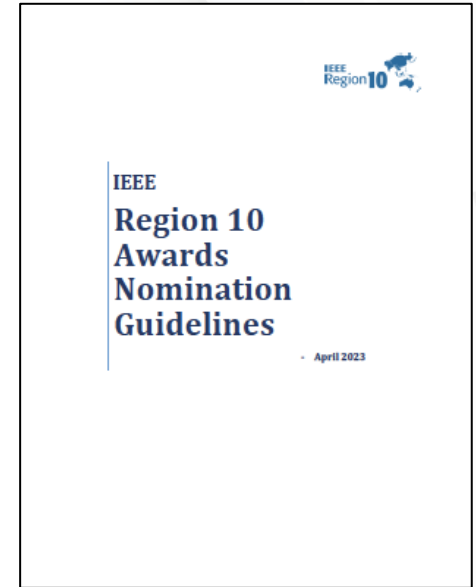 IEEE
Region 10
IEEE
Region 10
Awards
Nomination
Guidelines
- April 2023